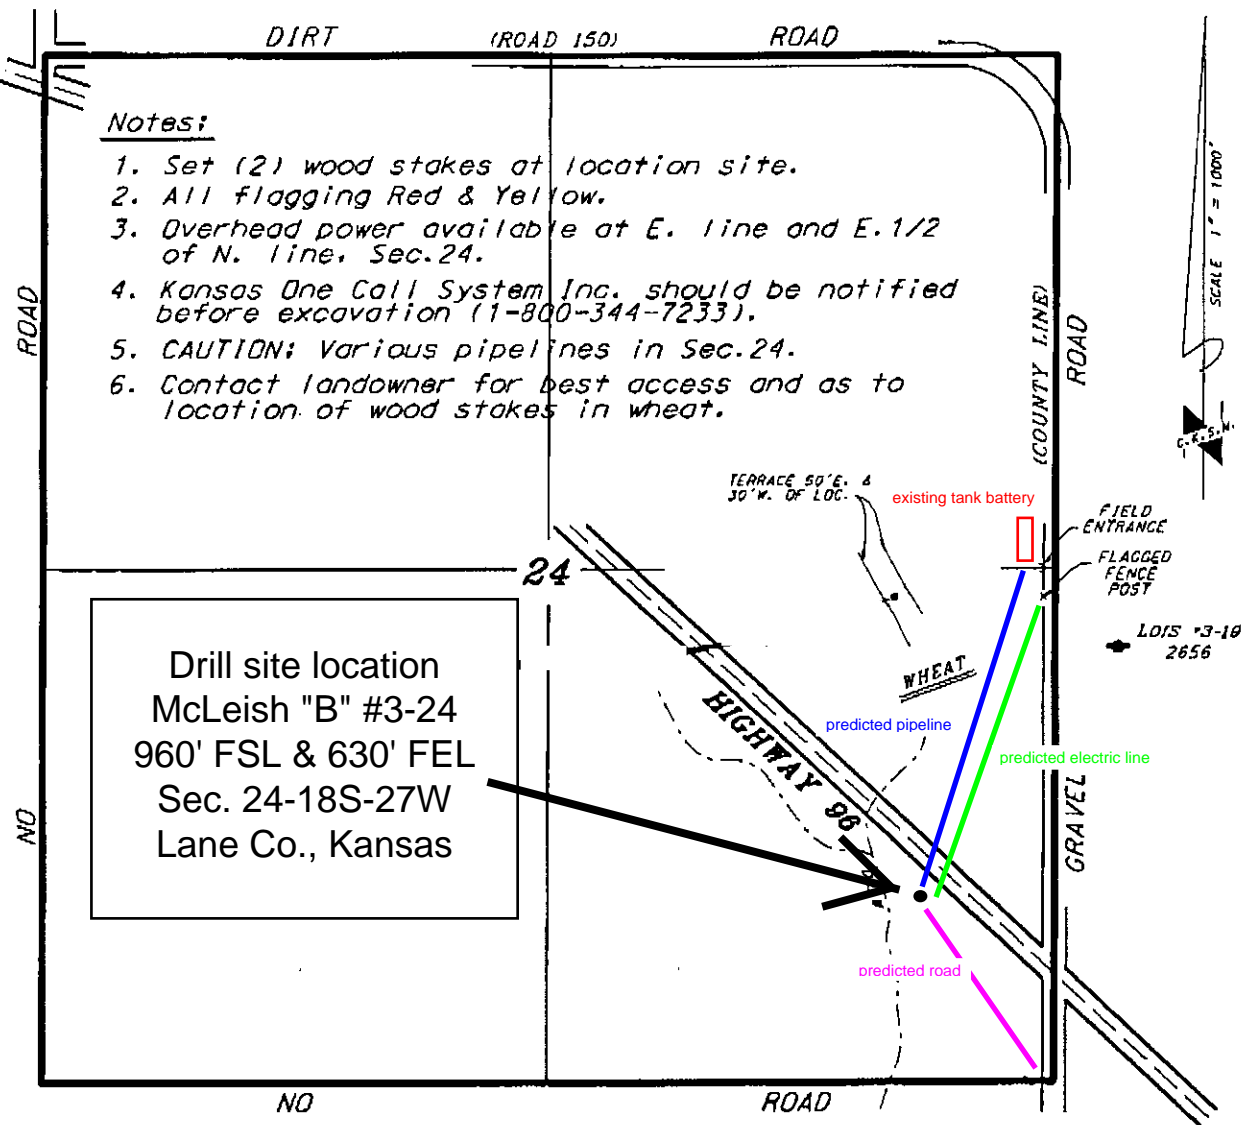 DIRT (ROAD 150) ROAD
Notes:
1. Set (2) wood stakes at location site.
2. All flagging Red & Yellow.
3. Overhead power available at E. line and E.1/2
of N. line, Sec.24.
4. Kansas One Call System Inc. should be notified
before excavation (1-800-344-7233).
5. CAUTION: Various pipelines in Sec.24.
6. Contact landowner for best access and as to
location of wood stakes in wheat.
SCALE 1" = 1000'
ROAD
(COUNTY LINE)
ROAD
C.K.S.M.
TERRACE 50'E. &
30'W. OF LOC.
existing tank battery
FIELD
ENTRANCE
FLAGGED
FENCE
POST
24
LOIS #3-18
2656
Drill site location
McLeish "B" #3-24
960' FSL & 630' FEL
Sec. 24-18S-27W
Lane Co., Kansas
WHEAT
HIGHWAY 96
predicted pipeline
predicted electric line
NO
GRAVEL
predicted road
NO ROAD